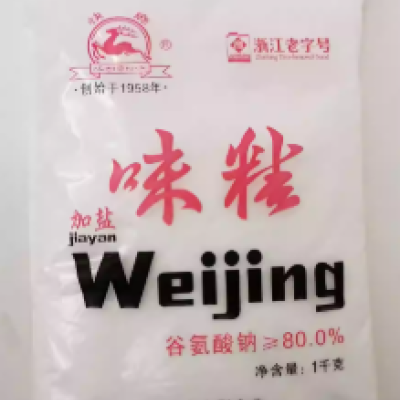 ®
浙江老字号
·创始于1958年·
味精
加盐
jiayan
Weijing
谷氨酸钠≥80.0%
净含量：1千克